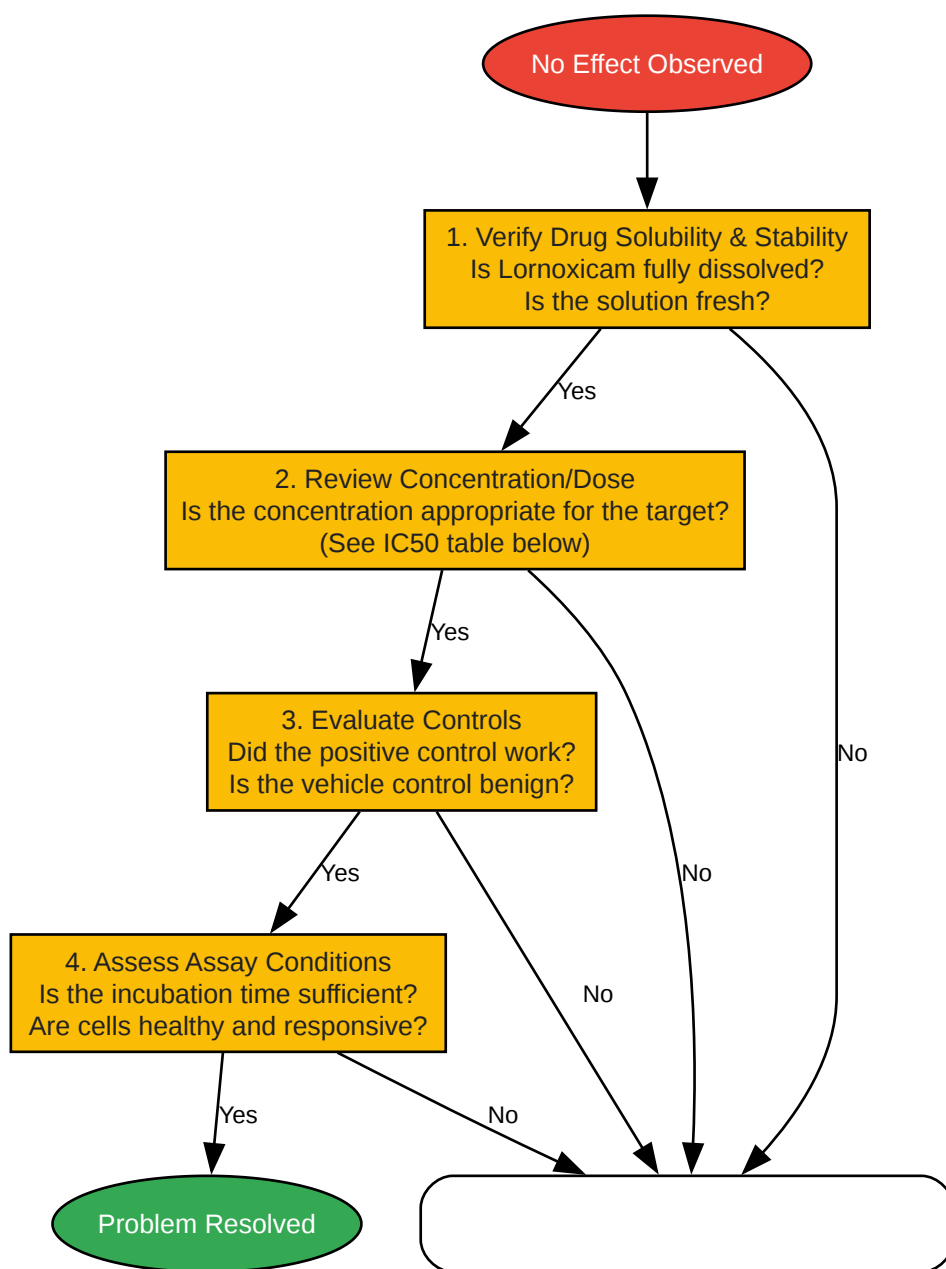 No Effect Observed
1. Verify Drug Solubility & Stability
Is Lornoxicam fully dissolved?
Is the solution fresh?
Yes
2. Review Concentration/Dose
Is the concentration appropriate for the target?
(See IC50 table below)
Yes
No
3. Evaluate Controls
Did the positive control work?
Is the vehicle control benign?
Yes
No
4. Assess Assay Conditions
Is the incubation time sufficient?
Are cells healthy and responsive?
No
Yes
No
Problem Resolved